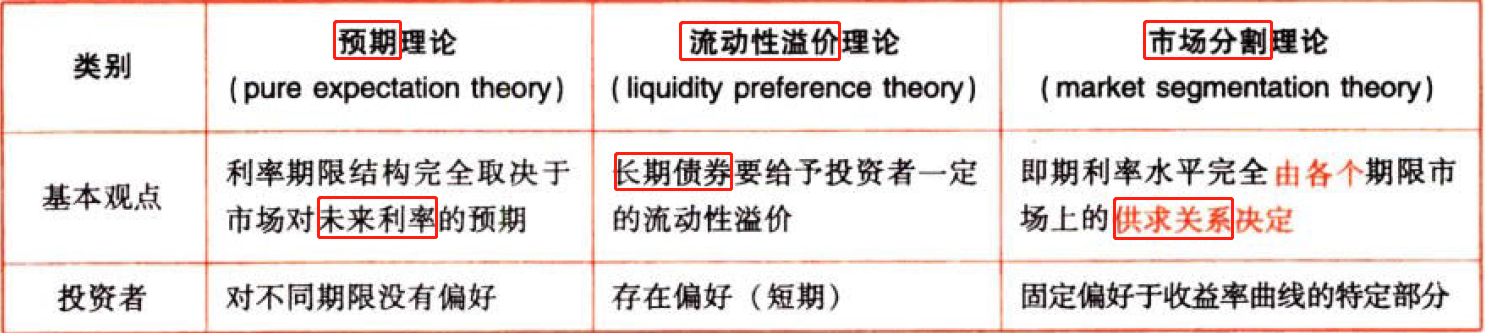 类别
预期理论
(pure expectation theory)
流动性溢价理论
(liquidity preference theory)
市场分割理论
(market segmentation theory)
基本观点
利率期限结构完全取决于
市场对未来利率的预期
长期债券要给予投资者一定
的流动性溢价
即期利率水平完全由各个期限市
场上的供求关系决定
投资者
对不同期限没有偏好
存在偏好（短期）
固定偏好于收益率曲线的特定部分